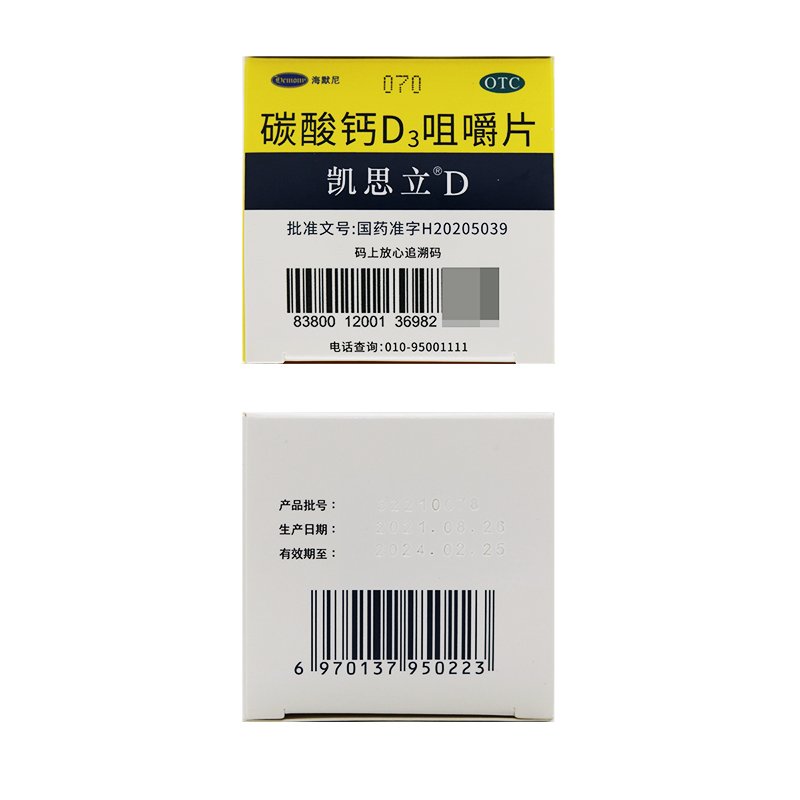 Demone 海默尼
070
OTC
碳酸钙D₃咀嚼片
凯思立®D
批准文号:国药准字H20205039
码上放心追溯码
83800 12001 36982
电话查询:010-95001111
产品批号：
生产日期：2021.08.26
有效期至：2024.02.25
6 970137 950223